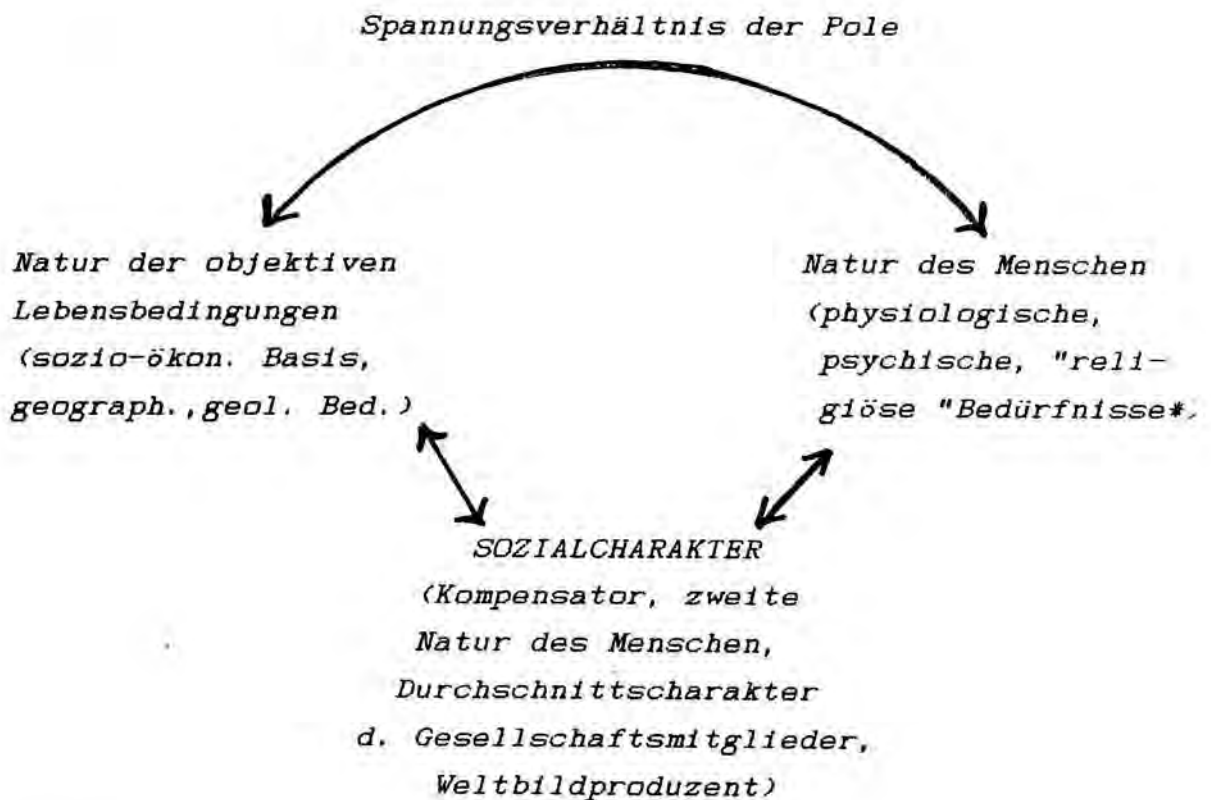 Spannungsverhältnis der Pole
Natur der objektiven
Lebensbedingungen
(sozio-ökon. Basis,
geograph.,geol. Bed.)
Natur des Menschen
(physiologische,
psychische, "reli-
giöse "Bedürfnisse*.
SOZIALCHARAKTER
(Kompensator, zweite
Natur des Menschen,
Durchschnittscharakter
d. Gesellschaftsmitglieder,
Weltbildproduzent)